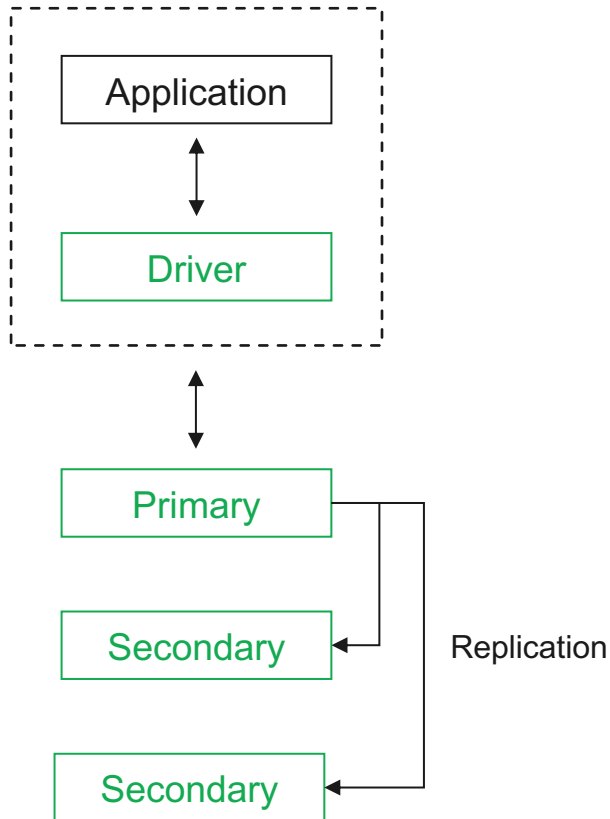 Application
Driver
Primary
Secondary
Replication
Secondary